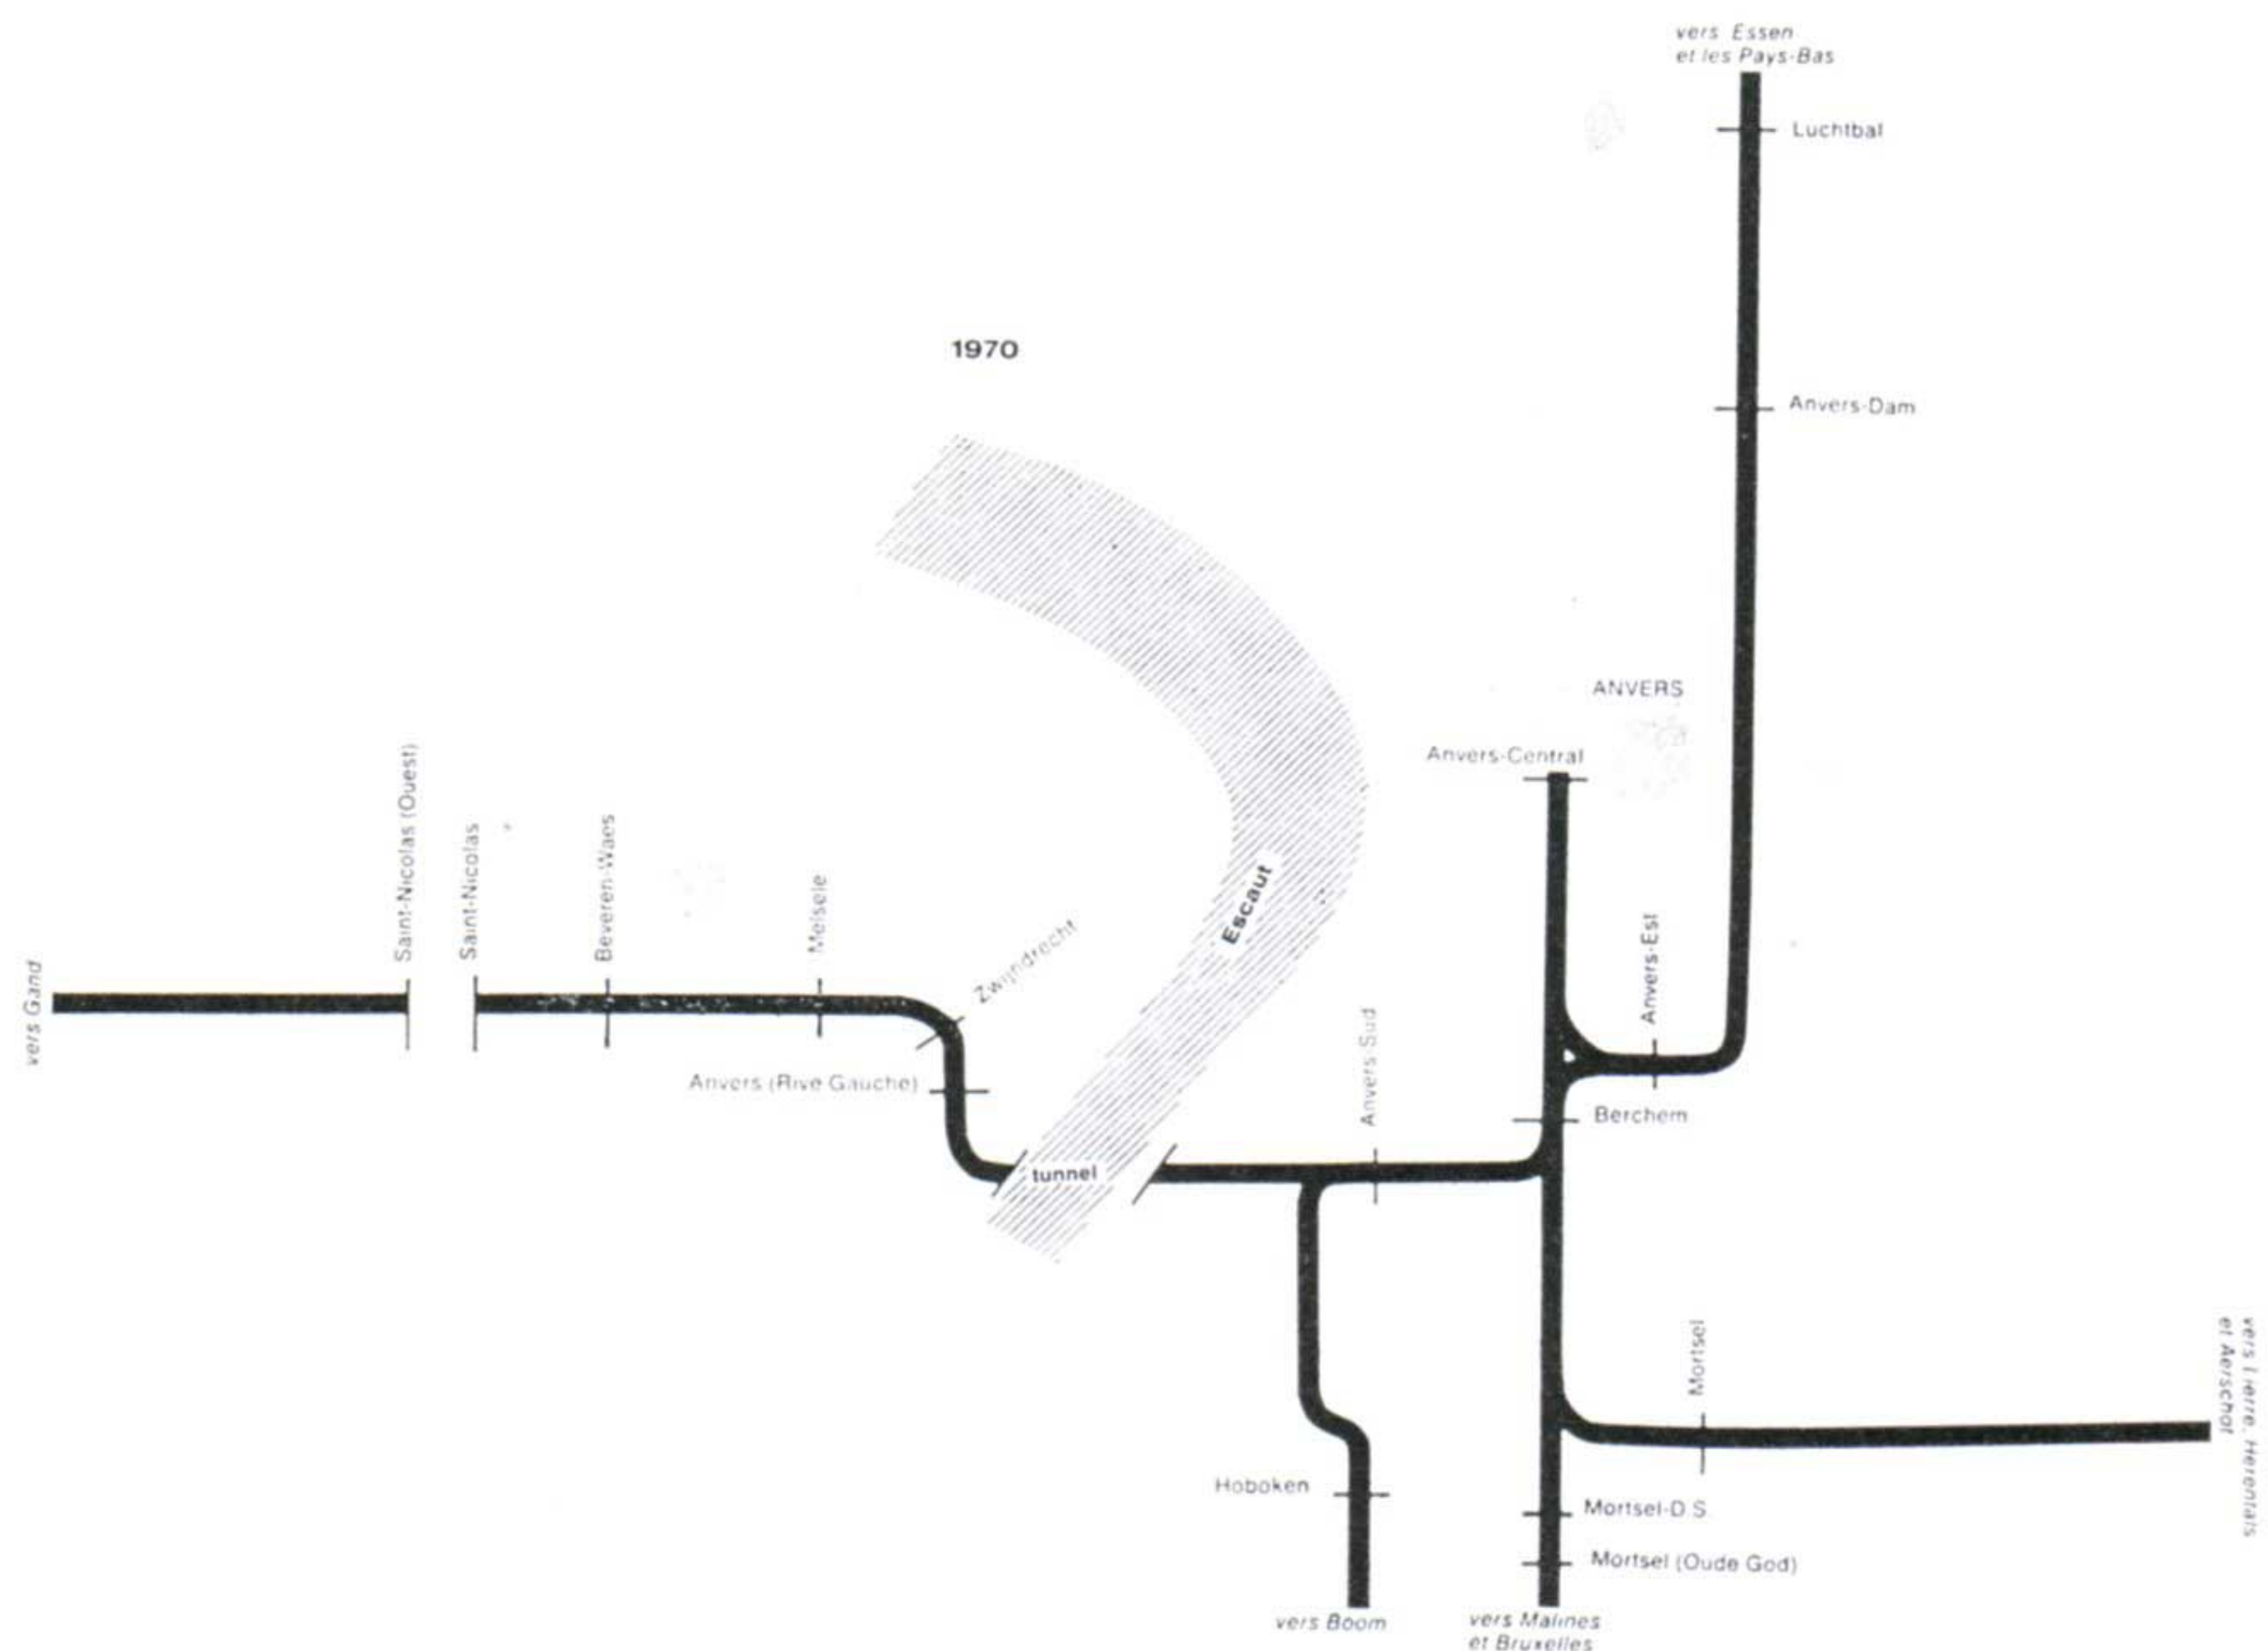 vers Essen
et les Pays-Bas
Luchtbal
1970
Anvers-Dam
ANVERS
Anvers-Central
Saint-Nicolas (Ouest)
Saint-Nicolas
Beveren-Waes
Melsele
Zwijndrecht
Escaut
Anvers-Est
vers Gand
Anvers (Rive Gauche)
Anvers Sud
Berchem
tunnel
Mortsel
vers Lierre, Herentals
et Aerschot
Hoboken
Mortsel-D.S.
Mortsel (Oude God)
vers Boom
vers Malines
et Bruxelles